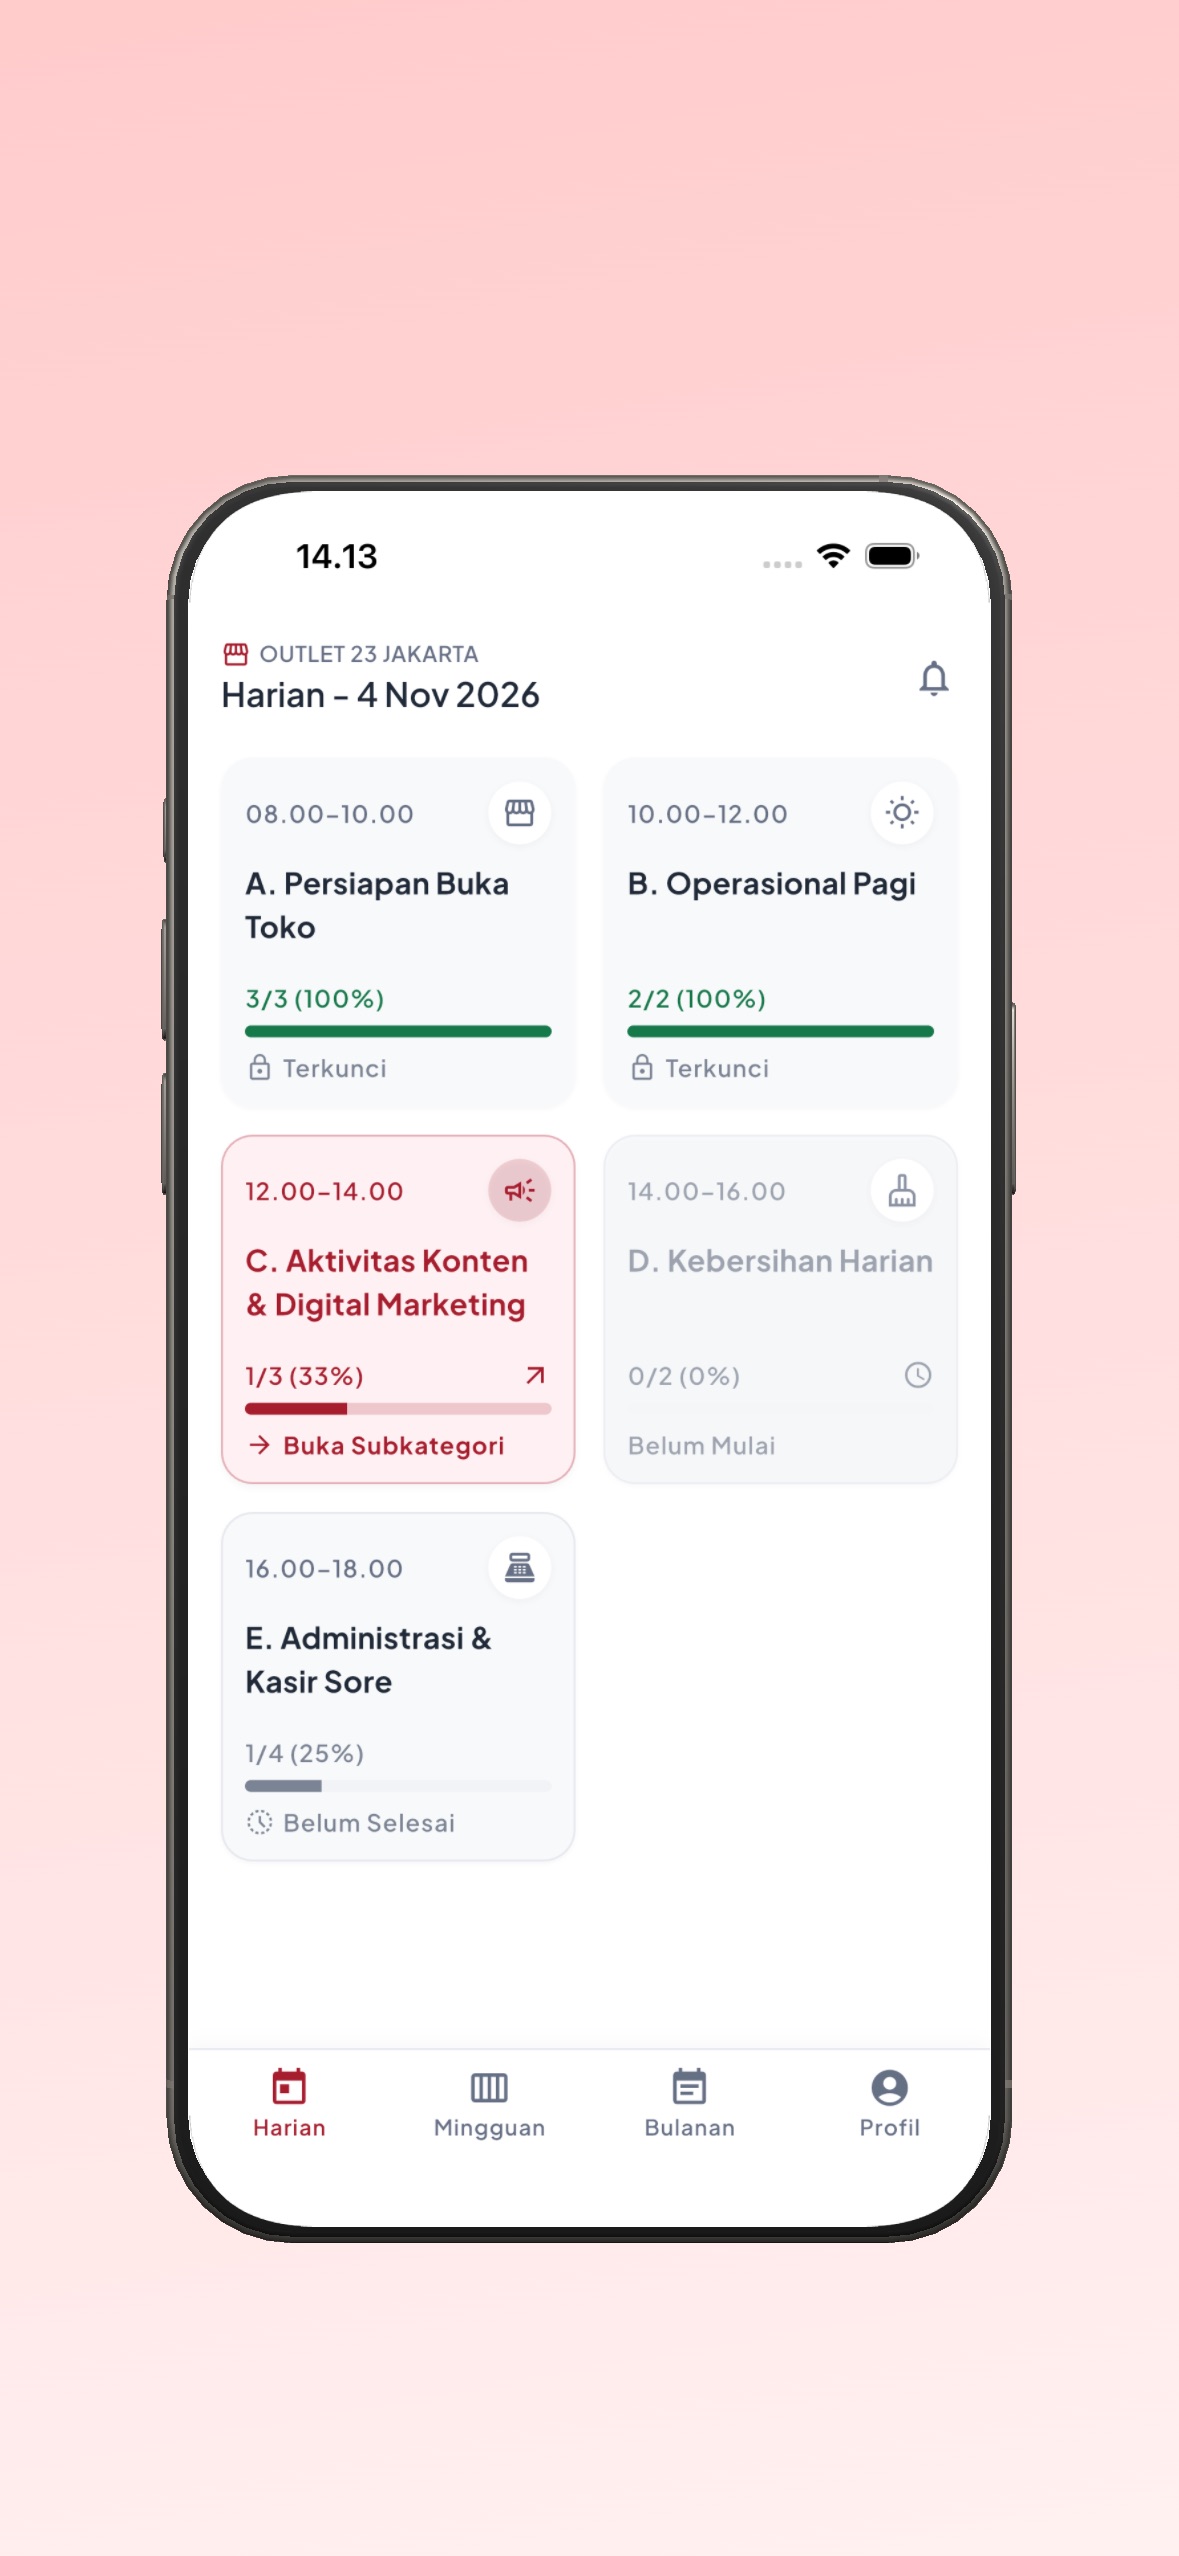 14.13
OUTLET 23 JAKARTA
Harian – 4 Nov 2026
08.00–10.00
A. Persiapan Buka
Toko
3/3 (100%)
Terkunci
10.00–12.00
B. Operasional Pagi
2/2 (100%)
Terkunci
12.00–14.00
C. Aktivitas Konten
& Digital Marketing
1/3 (33%)
Buka Subkategori
14.00–16.00
D. Kebersihan Harian
0/2 (0%)
Belum Mulai
16.00–18.00
E. Administrasi &
Kasir Sore
1/4 (25%)
Belum Selesai
Harian
Mingguan
Bulanan
Profil